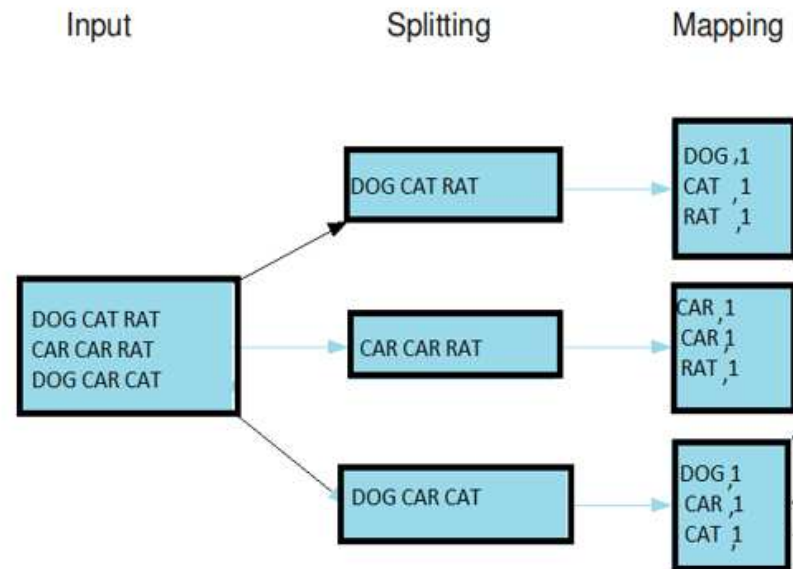 Input Splitting Mapping
DOG CAT RAT
CAR CAR RAT
DOG CAR CAT
DOG CAT RAT
CAR CAR RAT
DOG CAR CAT
DOG ,1
CAT ,1
RAT ,1
CAR ,1
CAR,1
RAT ,1
DOG,1
CAR ,1
CAT ,1